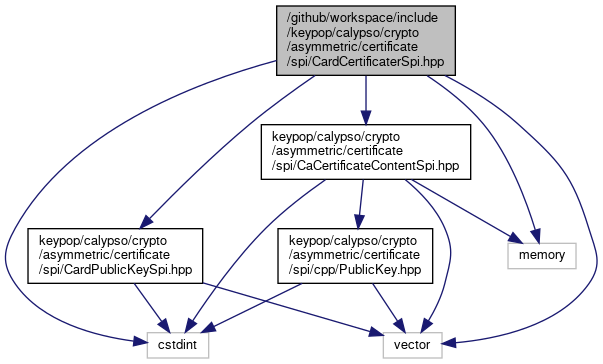 /github/workspace/include
/keypop/calypso/crypto
/asymmetric/certificate
/spi/CardCertificaterSpi.hpp
keypop/calypso/crypto
/asymmetric/certificate
/spi/CaCertificateContentSpi.hpp
keypop/calypso/crypto
/asymmetric/certificate
/spi/CardPublicKeySpi.hpp
keypop/calypso/crypto
/asymmetric/certificate
/spi/cpp/PublicKey.hpp
memory
cstdint
vector